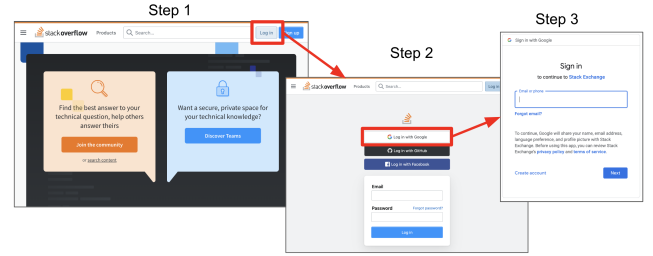 Step 1
stackoverflow Products Search... Log in Sign up
Find the best answer to your
technical question, help others
answer theirs
Join the community
or search content
Want a secure, private space for
your technical knowledge?
Discover Teams
Step 2
stackoverflow Products Search... Log in
Log in with Google
Log in with GitHub
Log in with Facebook
Email
Password Forgot password?
Log in
Step 3
G Sign in with Google
Sign in
to continue to Stack Exchange
Email or phone
Forgot email?
To continue, Google will share your name, email address,
language preference, and profile picture with Stack
Exchange. Before using this app, you can review Stack
Exchange's privacy policy and terms of service.
Create account Next